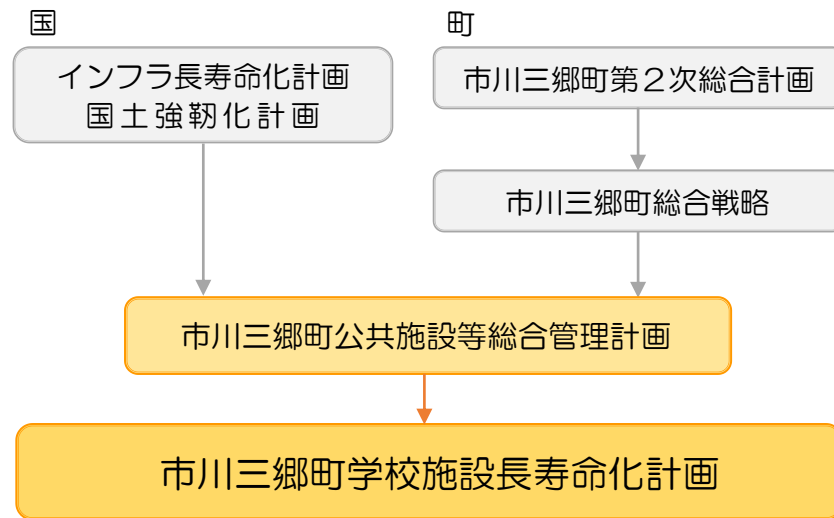 国
インフラ長寿命化計画
国土強靭化計画
町
市川三郷町第２次総合計画
市川三郷町総合戦略
市川三郷町公共施設等総合管理計画
市川三郷町学校施設長寿命化計画